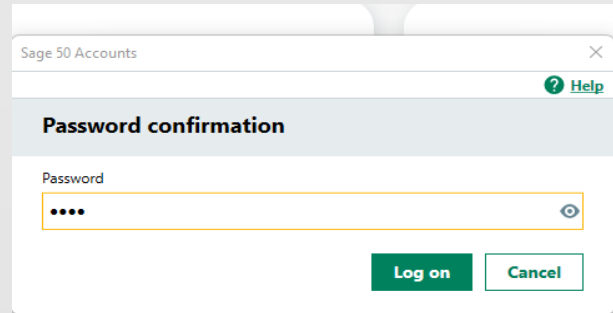 Sage 50 Accounts
Help
Password confirmation
Password
••••
Log on
Cancel